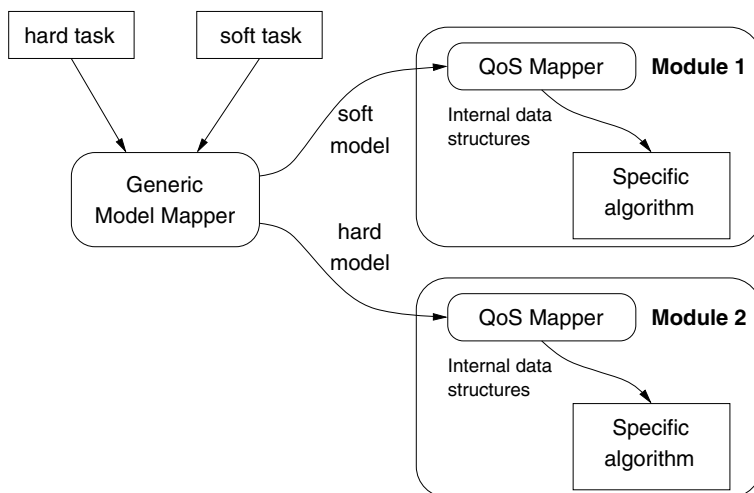 hard task
soft task
Generic
Model Mapper
soft
model
hard
model
QoS Mapper
Module 1
Internal data
structures
Specific
algorithm
QoS Mapper
Module 2
Internal data
structures
Specific
algorithm